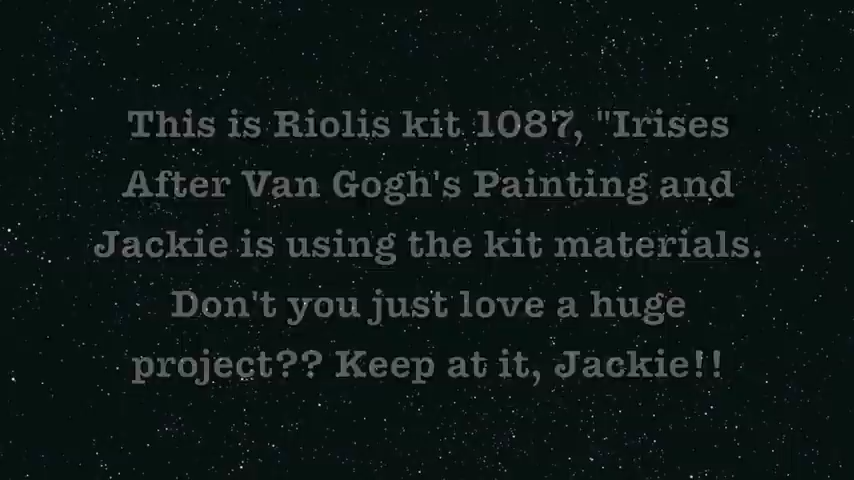 This is Riolis kit 1087, "Irises
After Van Gogh's Painting and
Jackie is using the kit materials.
Don't you just love a huge
project?? Keep at it, Jackie!!